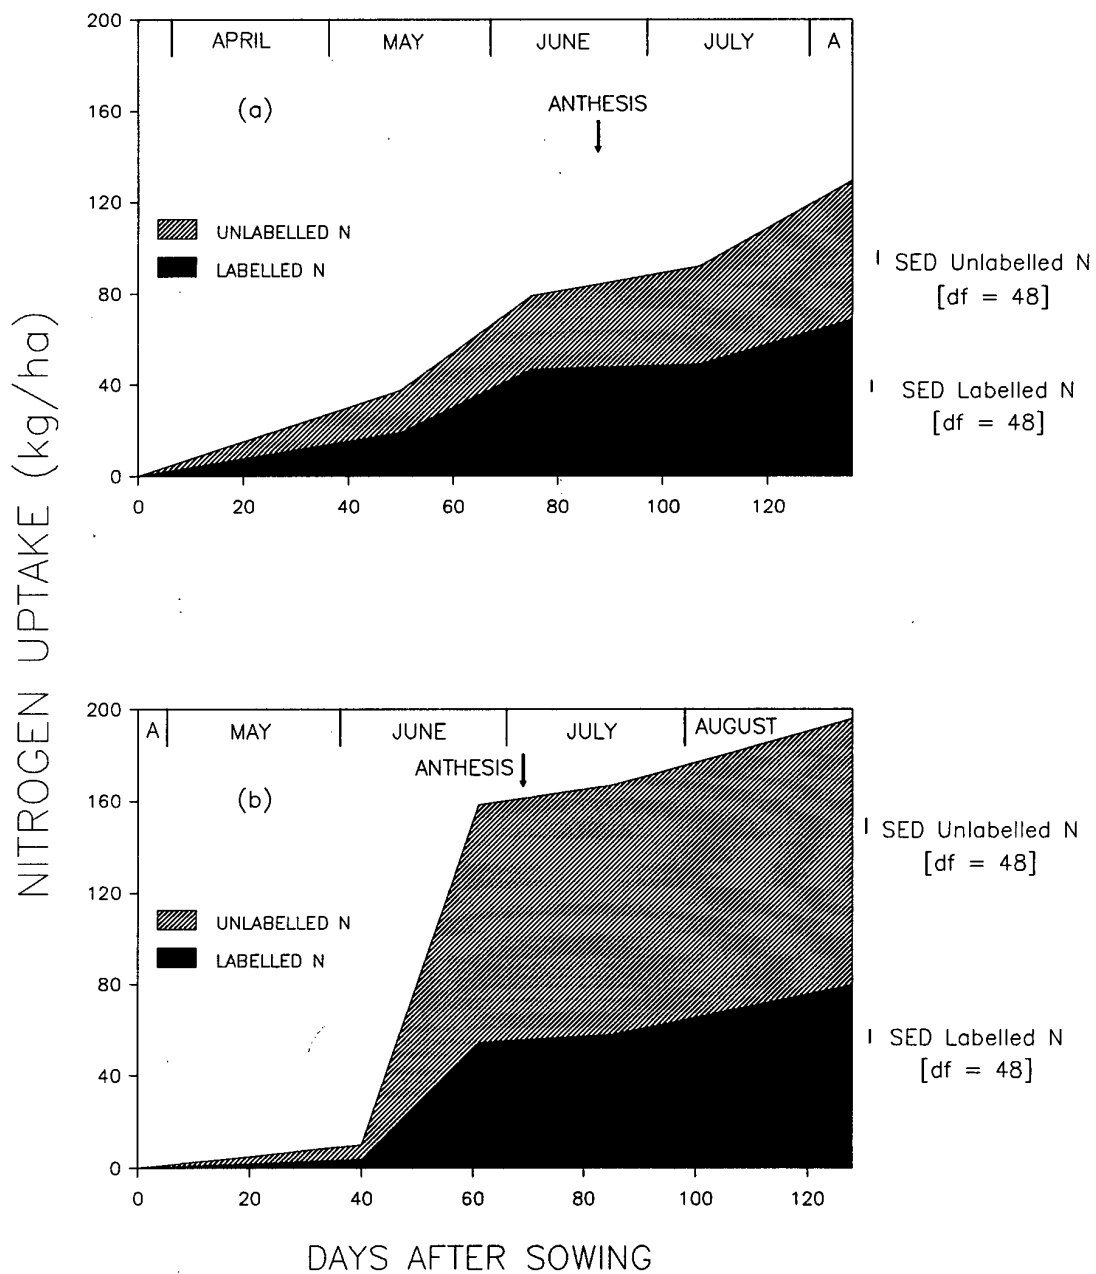 NITROGEN UPTAKE (kg/ha)
200
APRIL MAY JUNE JULY A
160
(a)
ANTHESIS
120
UNLABELLED N
LABELLED N
SED Unlabelled N
[df = 48]
80
40
SED Labelled N
[df = 48]
0
0 20 40 60 80 100 120
200
A MAY JUNE JULY AUGUST
ANTHESIS
160
(b)
SED Unlabelled N
[df = 48]
120
UNLABELLED N
LABELLED N
80
SED Labelled N
[df = 48]
40
0
0 20 40 60 80 100 120
DAYS AFTER SOWING